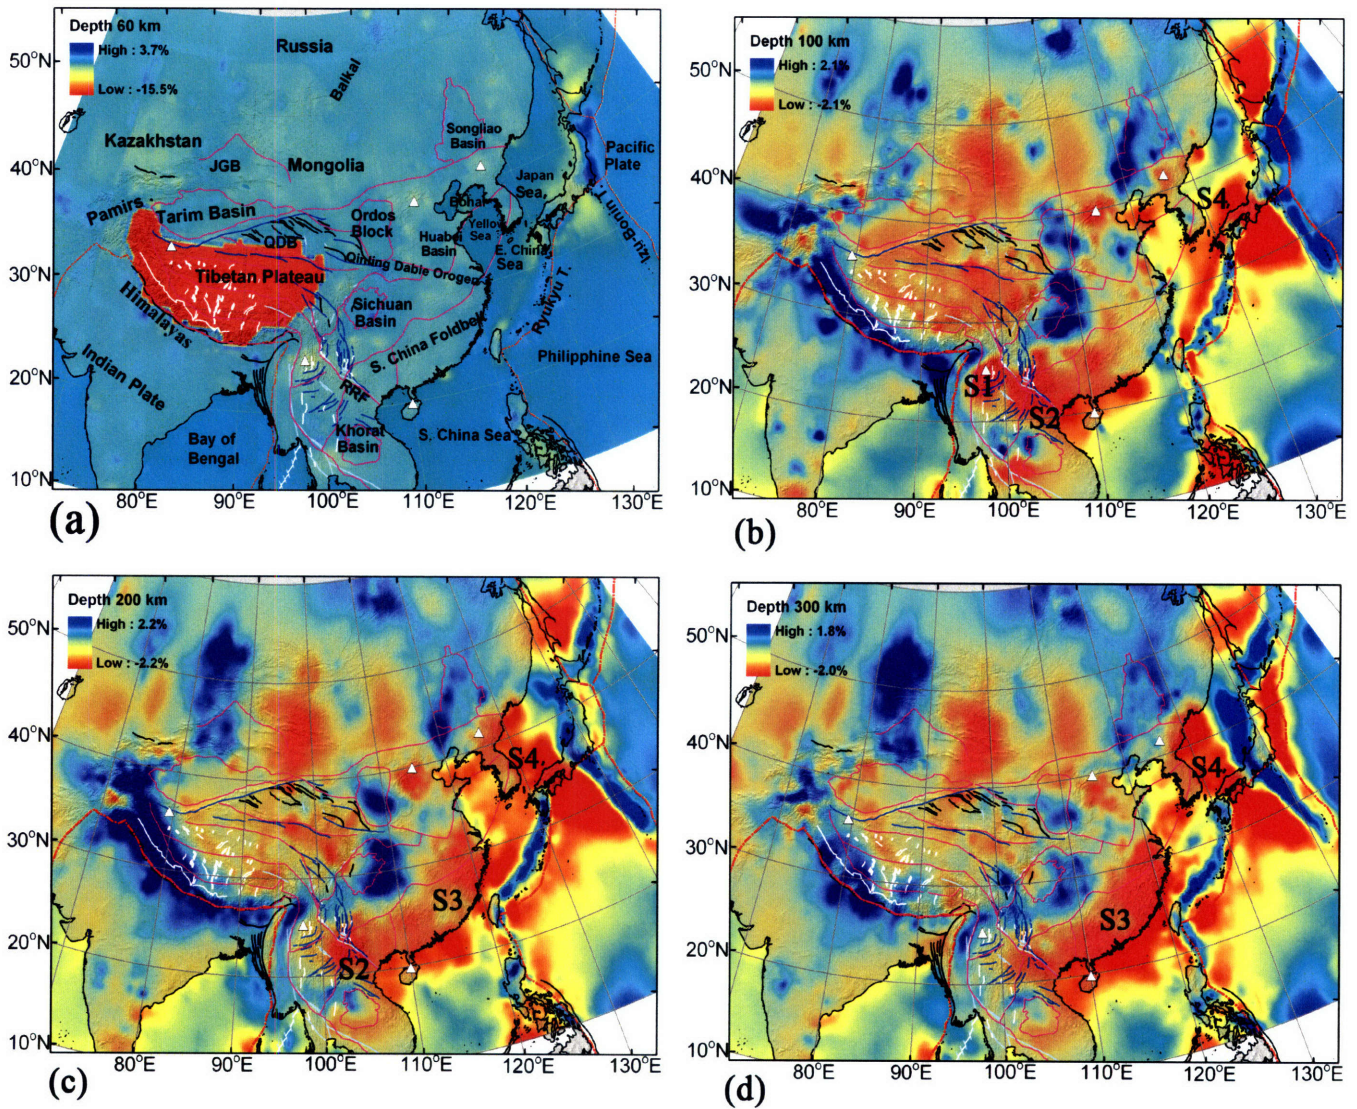 Depth 60 km
High : 3.7%
Low : -15.5%
Russia
Baikal
Kazakhstan
JGB
Mongolia
Songliao
Basin
Pacific
Plate
Japan
Sea
Pamirs
Tarim Basin
Ordos
Block
Bohai
Yellow
Sea
QDB
Huabei
Basin
E. China
Sea
Izu-Bonin
Tibetan Plateau
Qinling Dabie Orogen
Himalayas
Sichuan
Basin
Ryukyu T.
Indian Plate
S. China Foldbelt
Philipphine Sea
RRF
Bay of
Bengal
Khorat
Basin
S. China Sea
50°N
40°N
30°N
20°N
10°N
80°E
90°E
100°E
110°E
120°E
130°E
(a)
Depth 100 km
High : 2.1%
Low : -2.1%
S4
S1
S2
50°N
40°N
30°N
20°N
10°N
80°E
90°E
100°E
110°E
120°E
130°E
(b)
Depth 200 km
High : 2.2%
Low : -2.2%
S4
S3
S2
50°N
40°N
30°N
20°N
10°N
80°E
90°E
100°E
110°E
120°E
130°E
(c)
Depth 300 km
High : 1.8%
Low : -2.0%
S4
S3
50°N
40°N
30°N
20°N
10°N
80°E
90°E
100°E
110°E
120°E
130°E
(d)